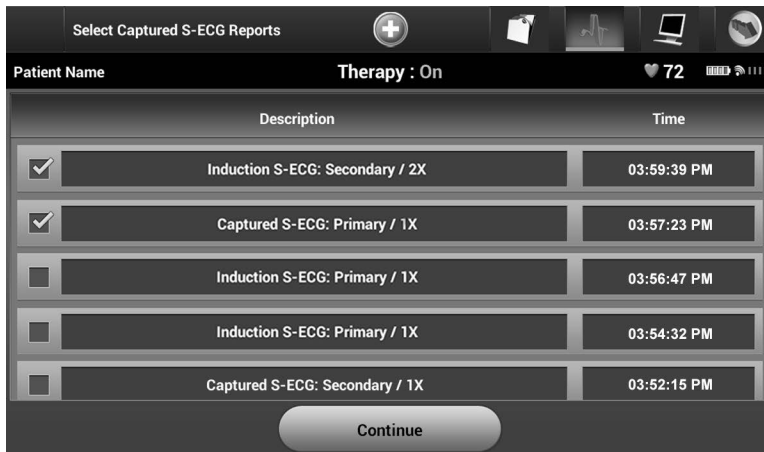 Select Captured S-ECG Reports
Patient Name Therapy : On 72
Description Time
Induction S-ECG: Secondary / 2X 03:59:39 PM
Captured S-ECG: Primary / 1X 03:57:23 PM
Induction S-ECG: Primary / 1X 03:56:47 PM
Induction S-ECG: Primary / 1X 03:54:32 PM
Captured S-ECG: Secondary / 1X 03:52:15 PM
Continue